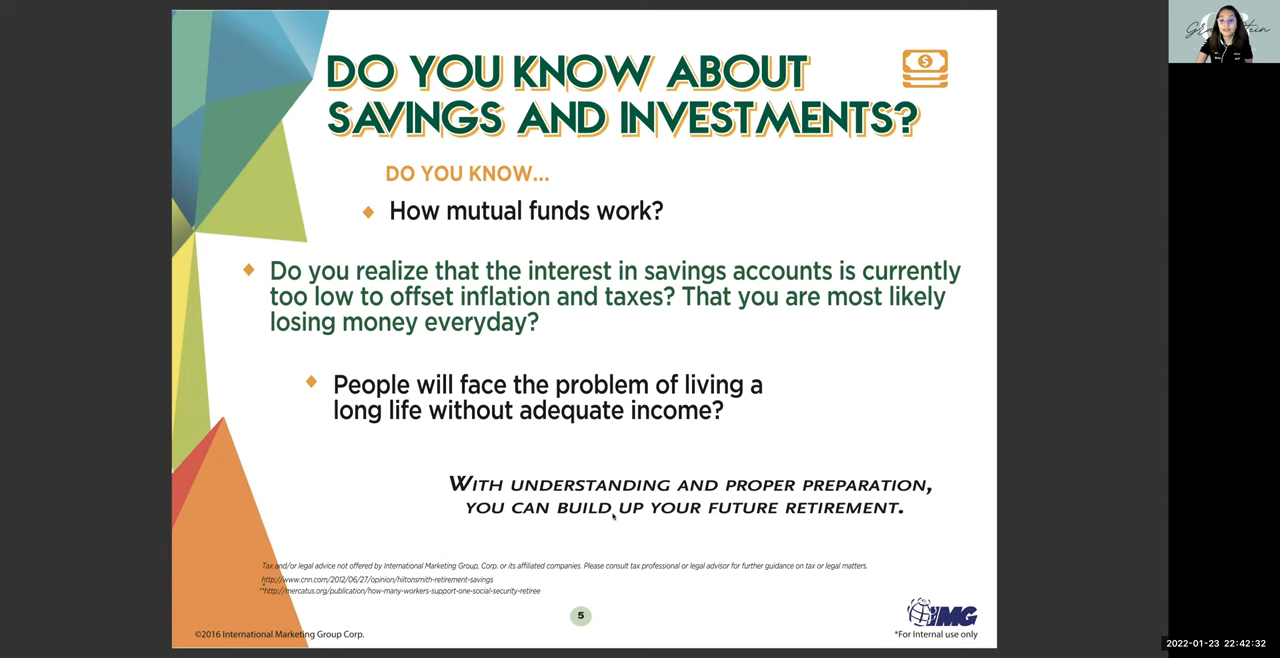 DO YOU KNOW ABOUT
SAVINGS AND INVESTMENTS?
DO YOU KNOW...
How mutual funds work?
Do you realize that the interest in savings accounts is currently
too low to offset inflation and taxes? That you are most likely
losing money everyday?
People will face the problem of living a
long life without adequate income?
WITH UNDERSTANDING AND PROPER PREPARATION,
YOU CAN BUILD UP YOUR FUTURE RETIREMENT.
Tax and/or legal advice not offered by International Marketing Group, Corp. or its affiliated companies. Please consult tax professional or legal advisor for further guidance on tax or legal matters.
http://www.cnn.com/2012/06/27/opinion/hiltonsmith-retirement-savings
**http://mercatus.org/publication/how-many-workers-support-one-social-security-retiree
5
IMG
©2016 International Marketing Group Corp.
*For Internal use only
2022-01-23 22:42:32